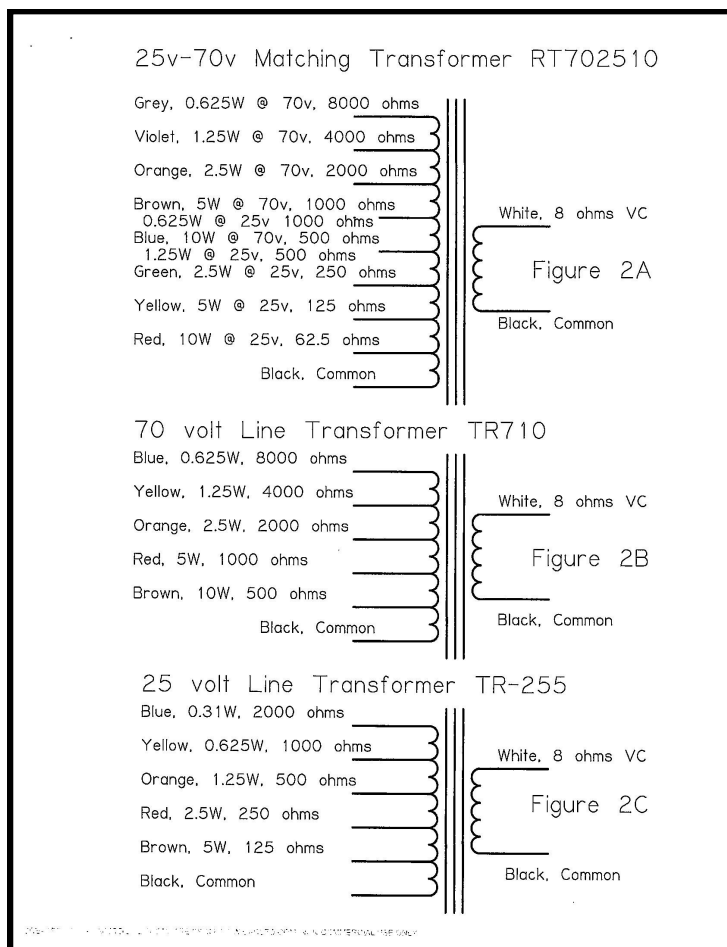 25v-70v Matching Transformer RT702510
Grey, 0.625W @ 70v, 8000 ohms
Violet, 1.25W @ 70v, 4000 ohms
Orange, 2.5W @ 70v, 2000 ohms
Brown, 5W @ 70v, 1000 ohms
0.625W @ 25v 1000 ohms
Blue, 10W @ 70v, 500 ohms
1.25W @ 25v, 500 ohms
Green, 2.5W @ 25v, 250 ohms
Yellow, 5W @ 25v, 125 ohms
Red, 10W @ 25v, 62.5 ohms
Black, Common
White, 8 ohms VC
Figure 2A
Black, Common
70 volt Line Transformer TR710
Blue, 0.625W, 8000 ohms
Yellow, 1.25W, 4000 ohms
Orange, 2.5W, 2000 ohms
Red, 5W, 1000 ohms
Brown, 10W, 500 ohms
Black, Common
White, 8 ohms VC
Figure 2B
Black, Common
25 volt Line Transformer TR-255
Blue, 0.31W, 2000 ohms
Yellow, 0.625W, 1000 ohms
Orange, 1.25W, 500 ohms
Red, 2.5W, 250 ohms
Brown, 5W, 125 ohms
Black, Common
White, 8 ohms VC
Figure 2C
Black, Common